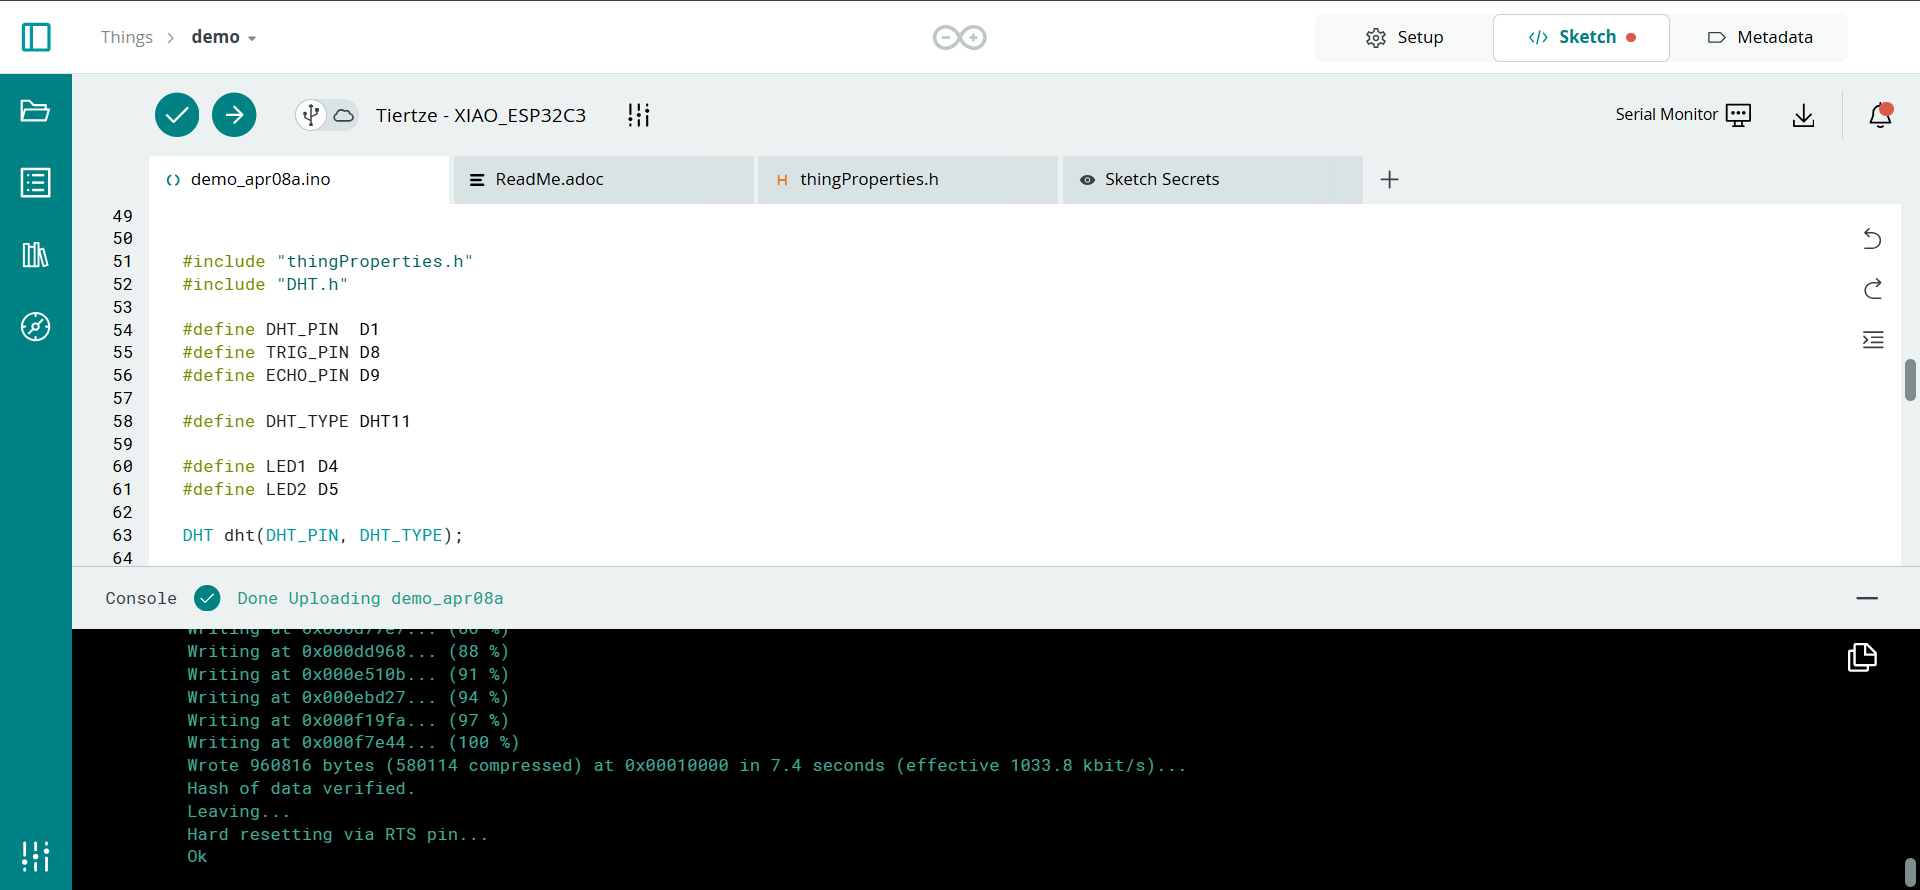 Things > demo
Setup
</> Sketch
Metadata
Tiertze - XIAO_ESP32C3
Serial Monitor
demo_apr08a.ino
ReadMe.adoc
H thingProperties.h
Sketch Secrets
49
50
51 #include "thingProperties.h"
52 #include "DHT.h"
53
54 #define DHT_PIN  D1
55 #define TRIG_PIN D8
56 #define ECHO_PIN D9
57
58 #define DHT_TYPE DHT11
59
60 #define LED1 D4
61 #define LED2 D5
62
63 DHT dht(DHT_PIN, DHT_TYPE);
64
Console Done Uploading demo_apr08a
Writing at 0x000dd968... (88 %)
Writing at 0x000e510b... (91 %)
Writing at 0x000ebd27... (94 %)
Writing at 0x000f19fa... (97 %)
Writing at 0x000f7e44... (100 %)
Wrote 960816 bytes (580114 compressed) at 0x00010000 in 7.4 seconds (effective 1033.8 kbit/s)...
Hash of data verified.
Leaving...
Hard resetting via RTS pin...
Ok